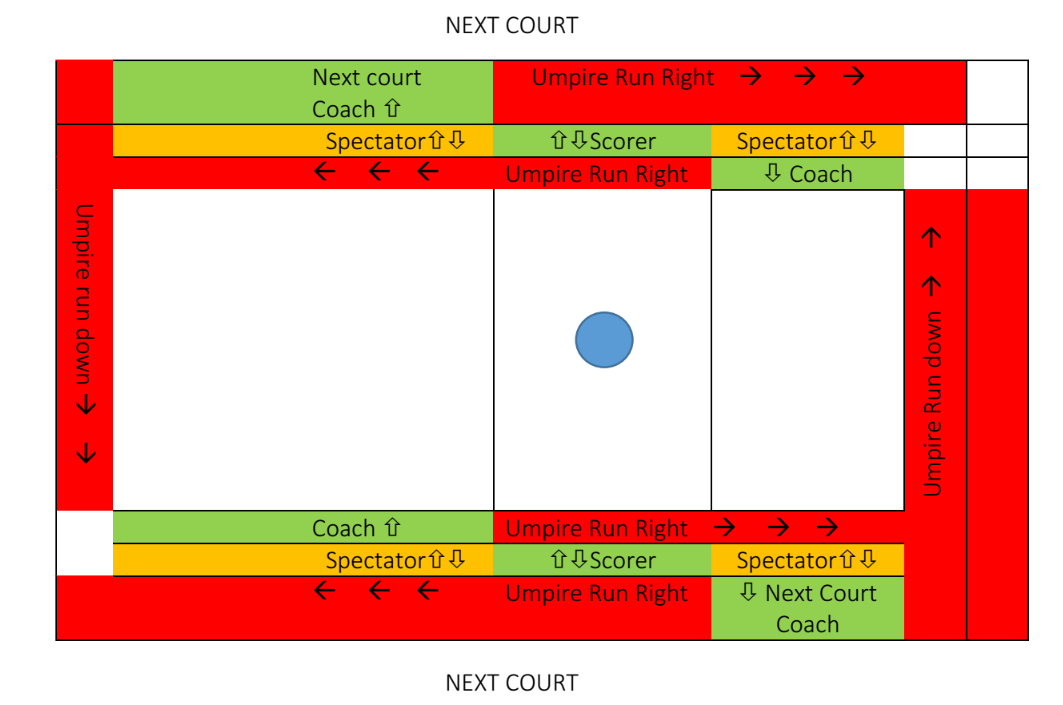 NEXT COURT
Next court
Coach ⇧
Umpire Run Right → → →
Spectator⇧⇩
⇧⇩Scorer
Spectator⇧⇩
← ← ←
Umpire Run Right
⇩ Coach
Umpire run down → →
Umpire Run down → →
Coach ⇧
Umpire Run Right → → →
Spectator⇧⇩
⇧⇩Scorer
Spectator⇧⇩
← ← ←
Umpire Run Right
⇩ Next Court
Coach
NEXT COURT